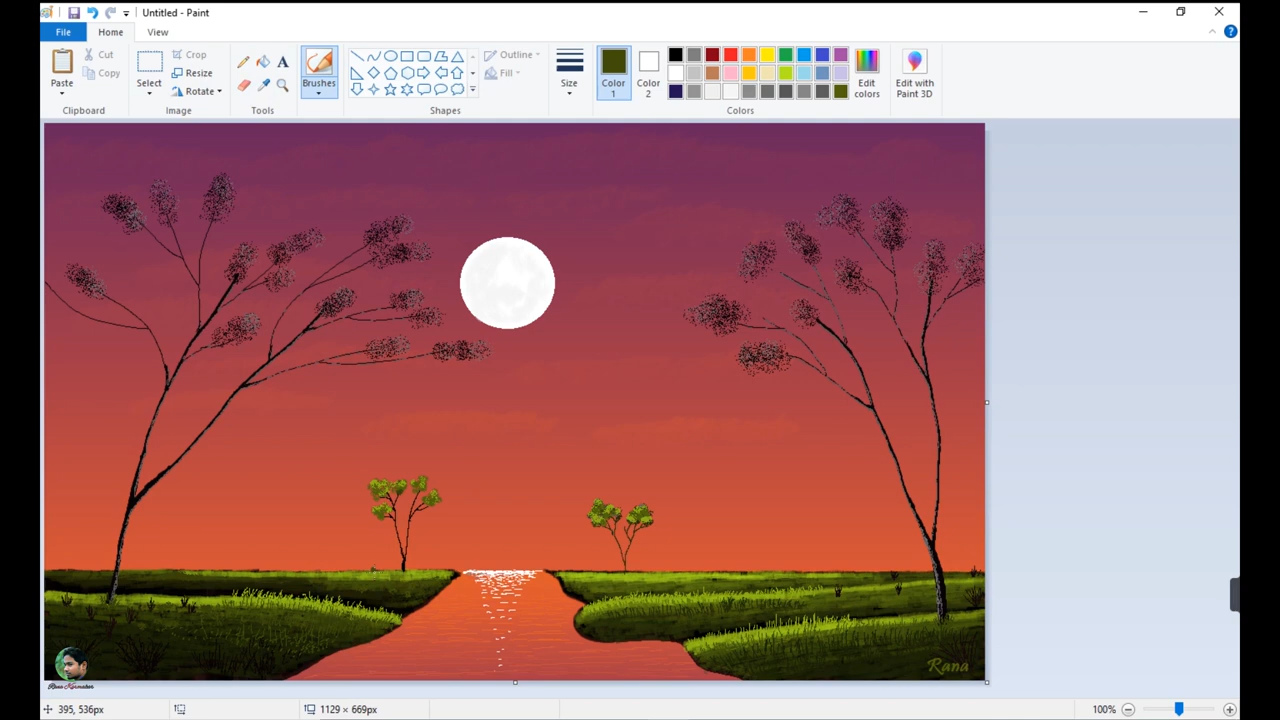 Untitled - Paint
File
Home
View
Paste
Cut
Copy
Clipboard
Select
Crop
Resize
Rotate
Image
A
Tools
Brushes
Outline
Fill
Shapes
Size
Color 1
Color 2
Edit colors
Colors
Edit with Paint 3D
Rana
395, 536px
1129 × 669px
100%